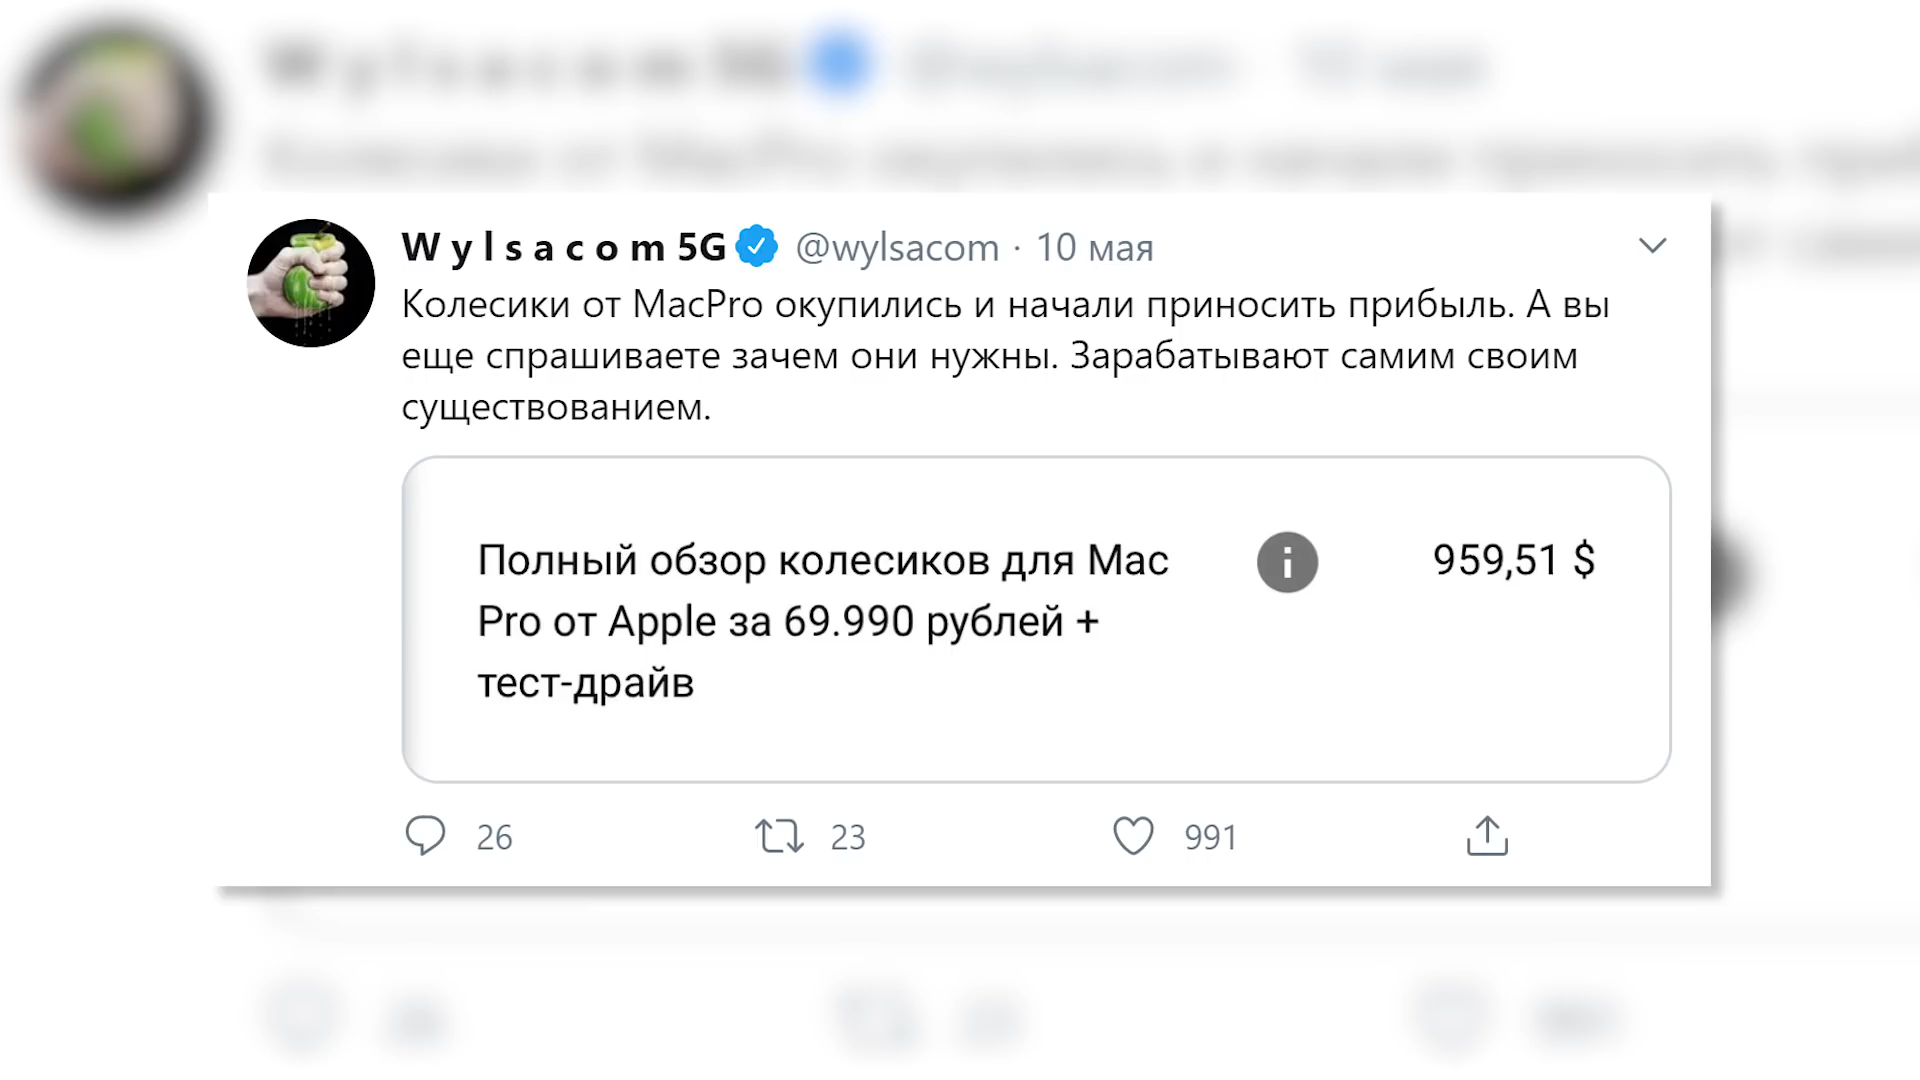 W y l s a c o m 5G @wylsacom · 10 мая
Колесики от MacPro окупились и начали приносить прибыль. А вы
еще спрашиваете зачем они нужны. Зарабатывают самим своим
существованием.
Полный обзор колесиков для Mac
Pro от Apple за 69.990 рублей +
тест-драйв
959,51 $
26 23 991